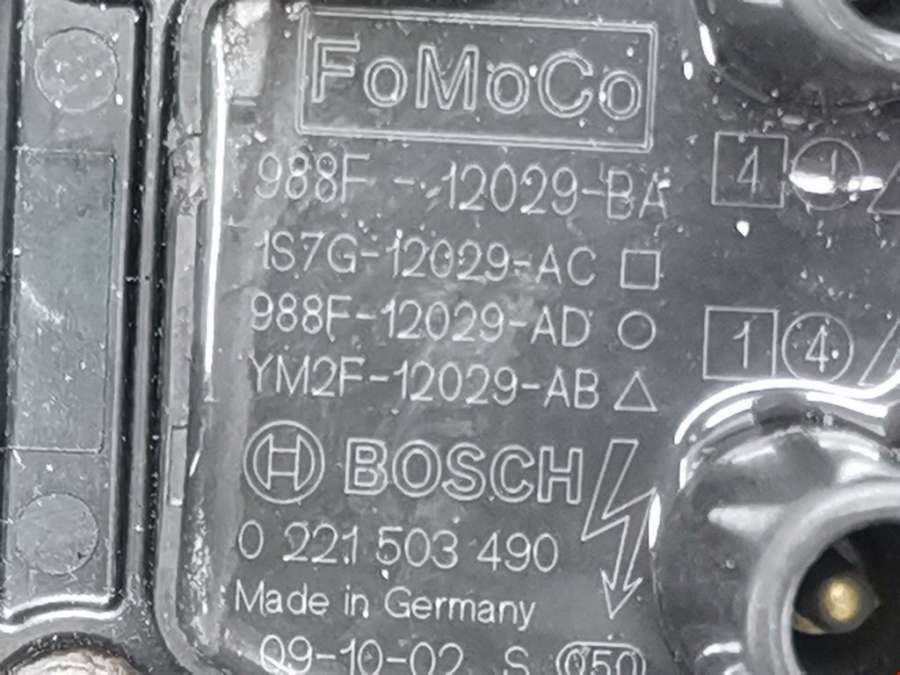 FoMoCo
988F - 12029-BA
1S7G-12029-AC □
988F-12029-AD ○
YM2F-12029-AB △
4
1 4
BOSCH
0 221 503 490
Made in Germany
09-10-02 S 050